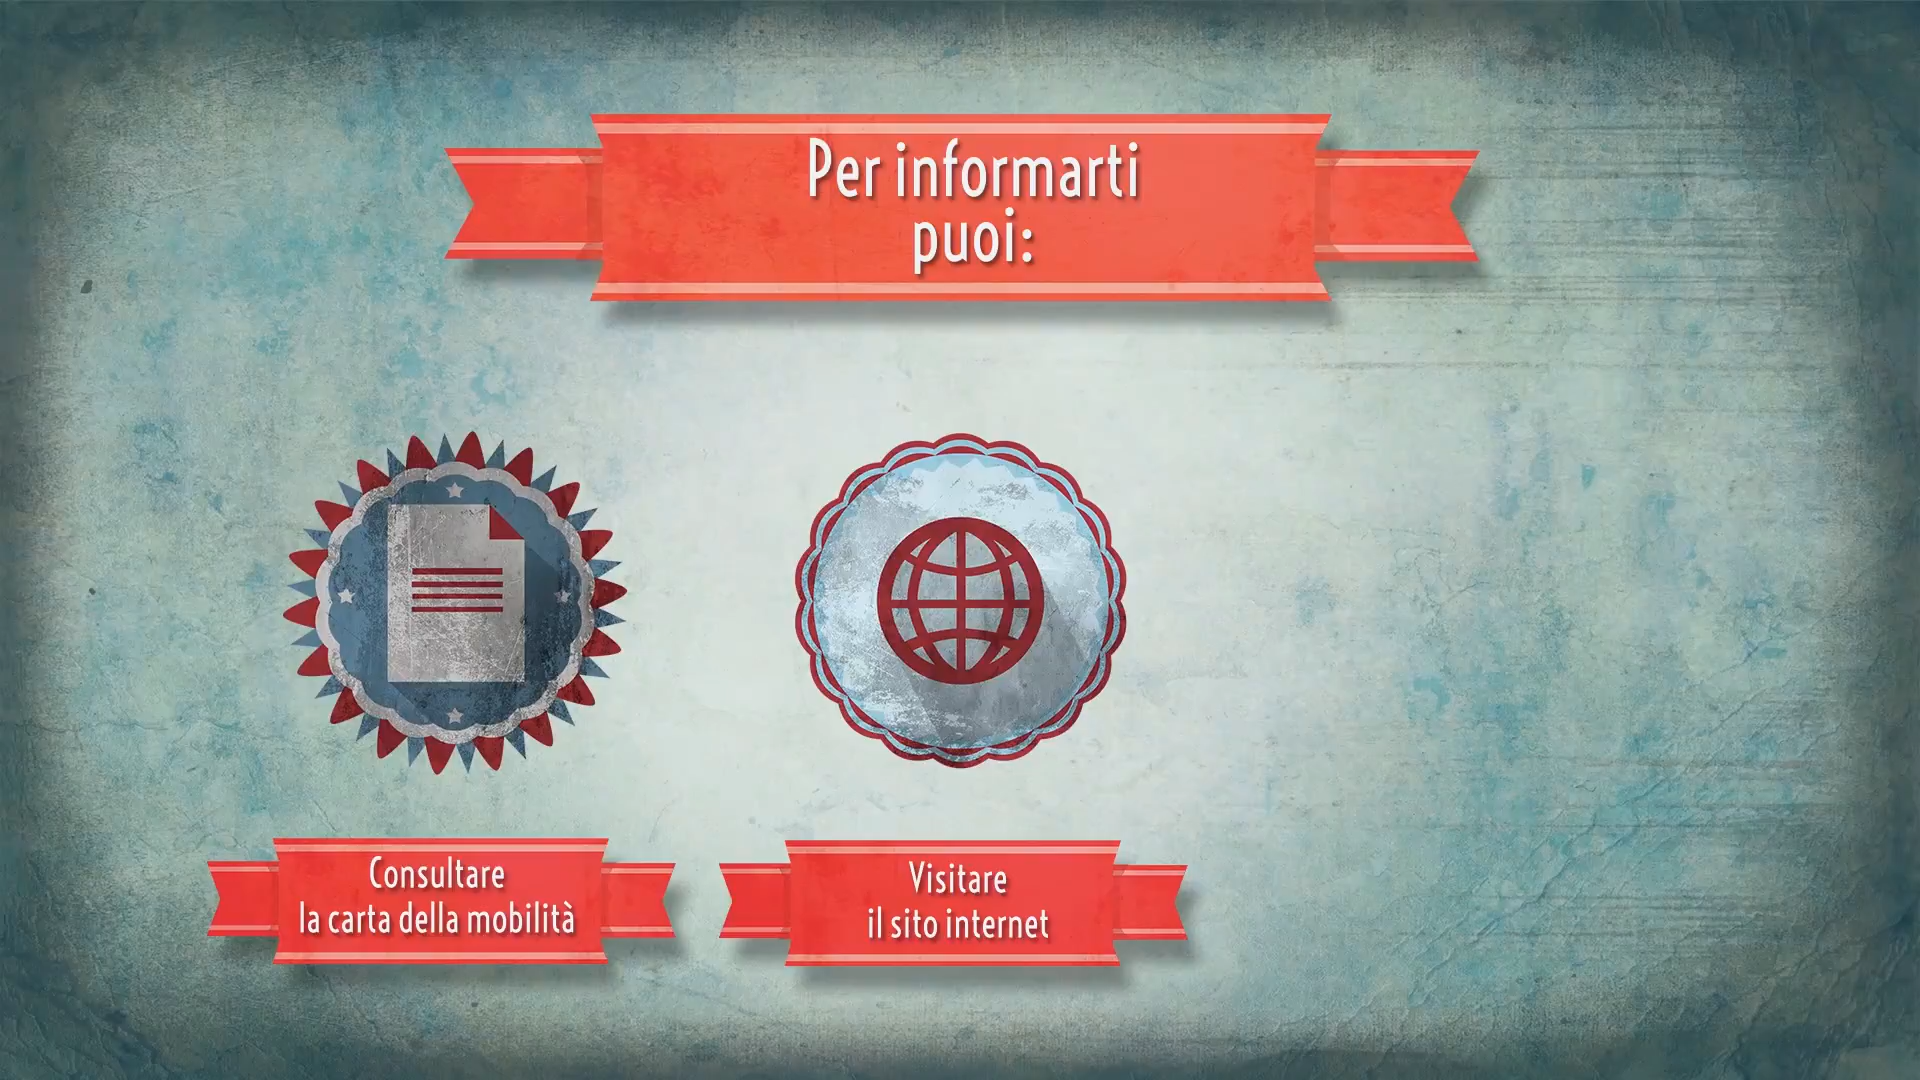 Per informarti
puoi:
Consultare
la carta della mobilità
Visitare
il sito internet